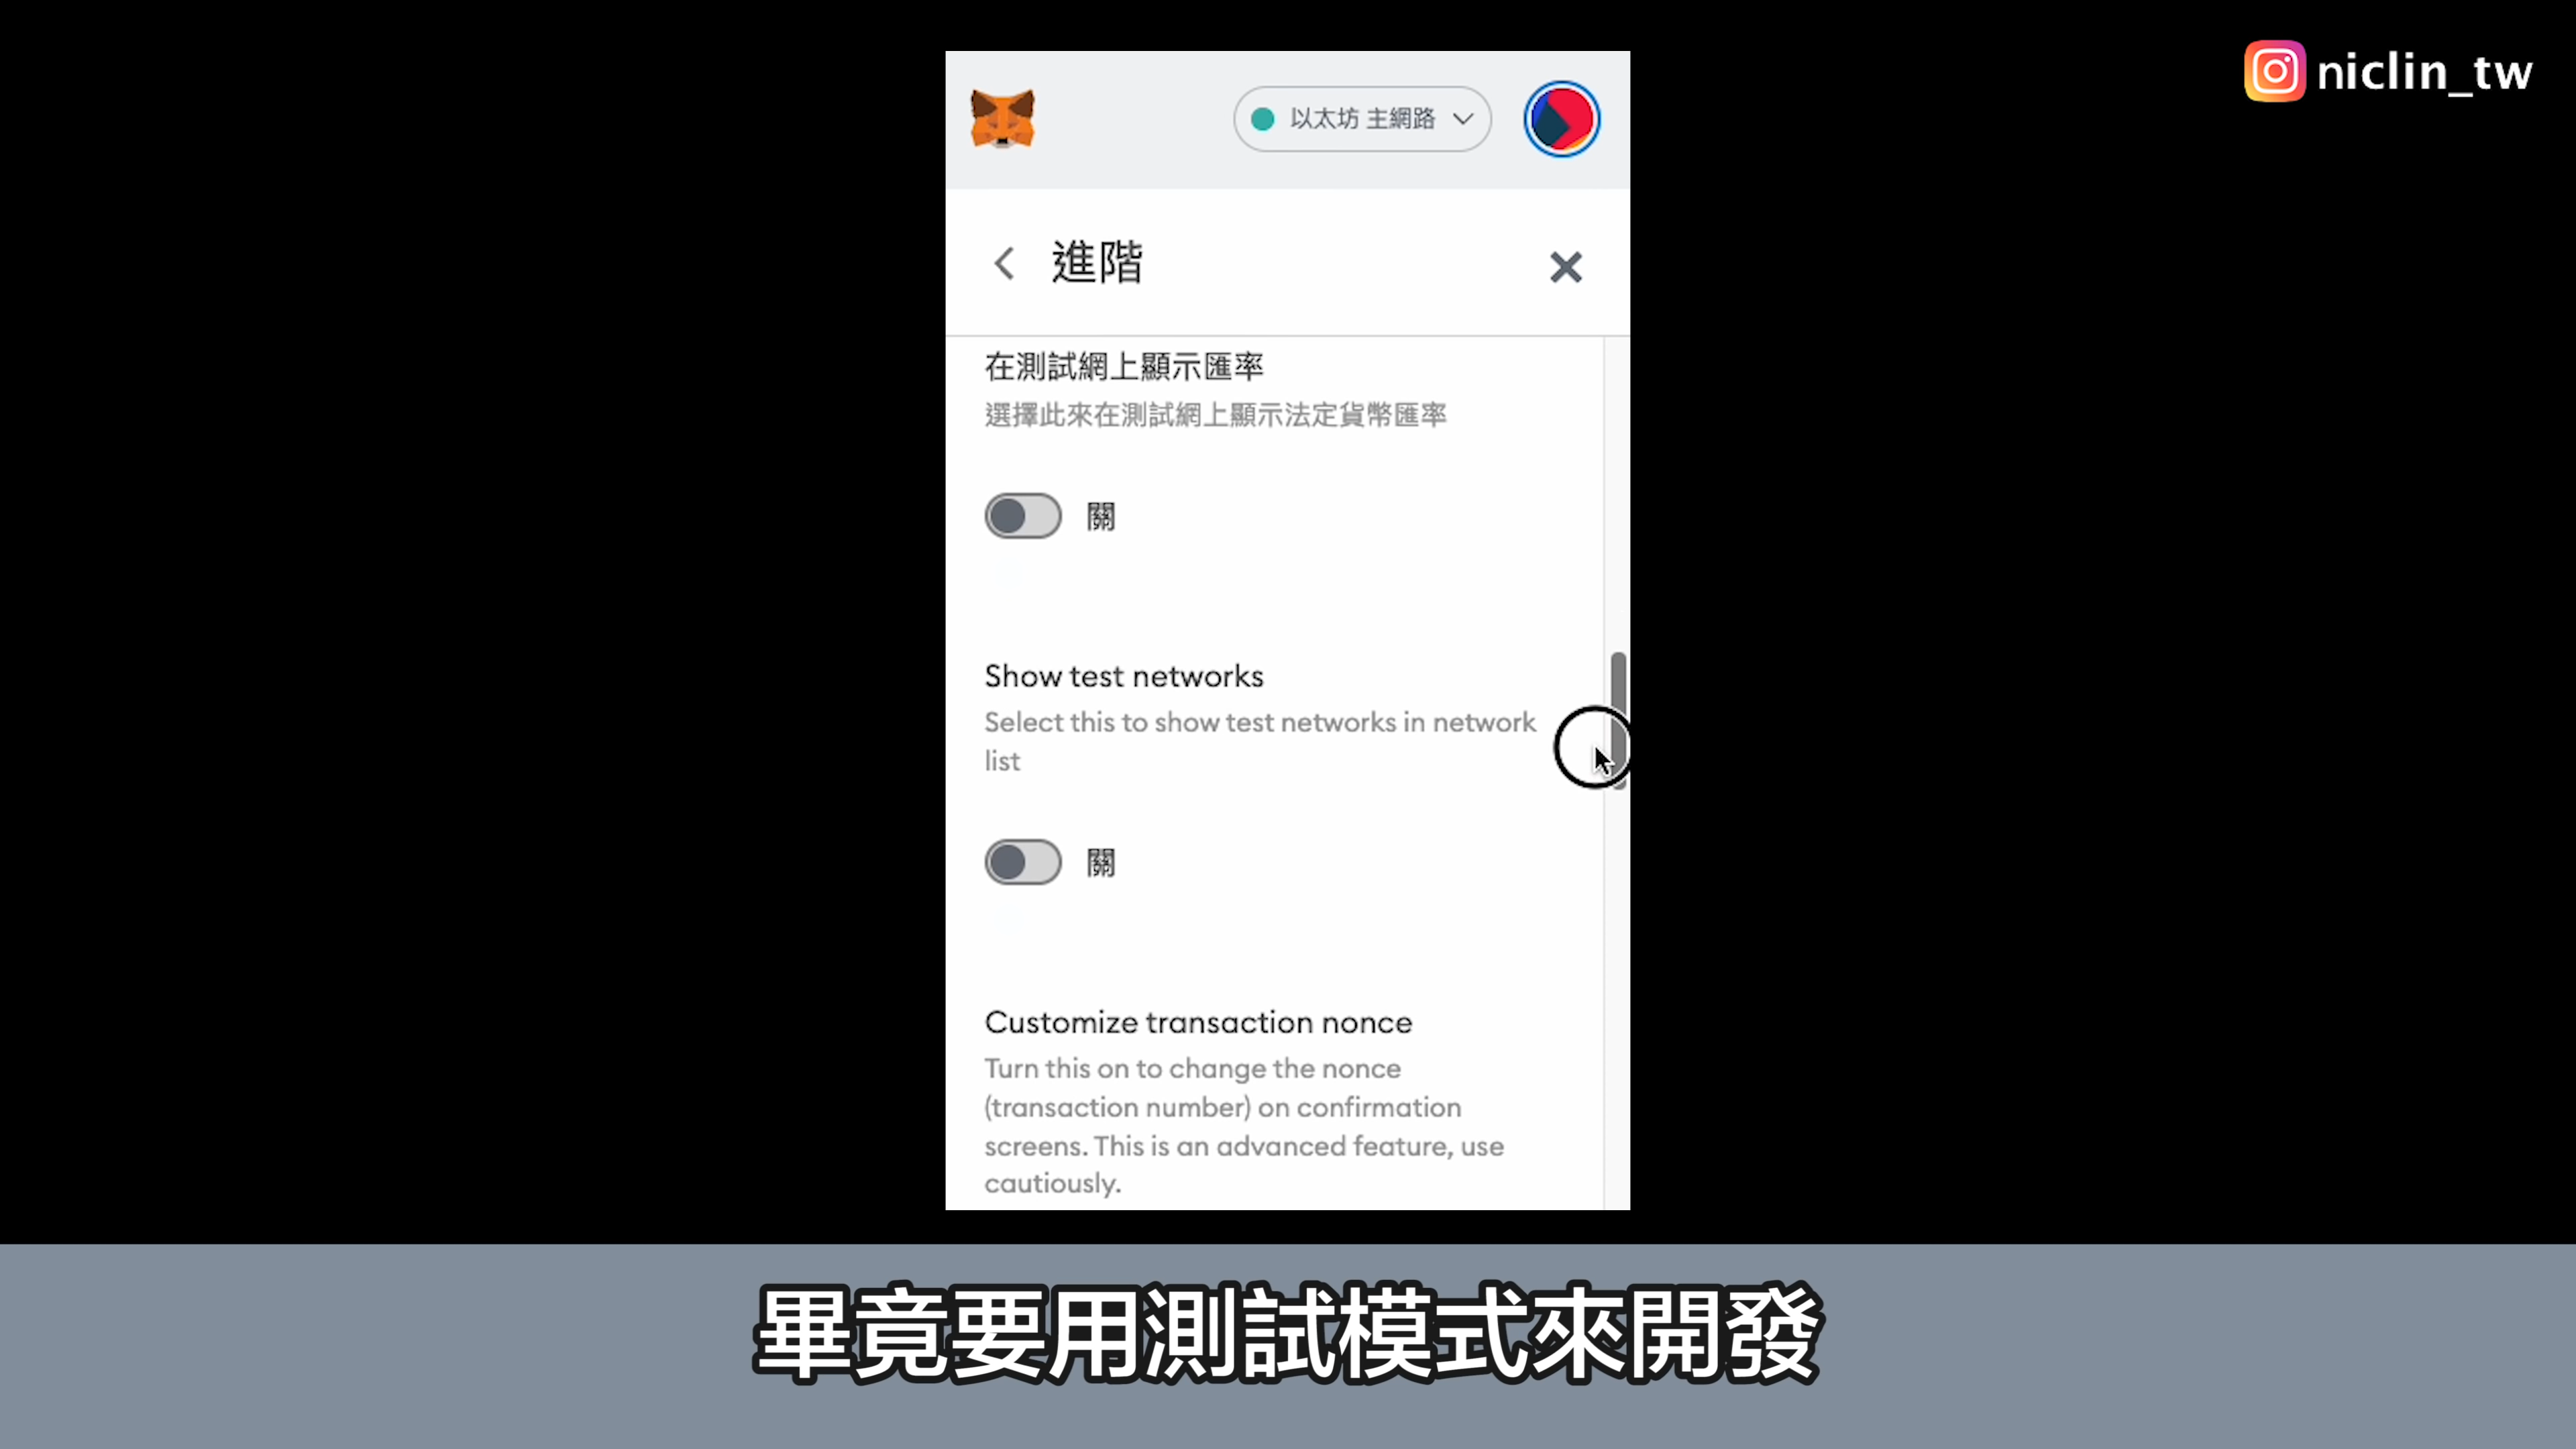 niclin_tw
以太坊 主網路
進階
在測試網上顯示匯率
選擇此來在測試網上顯示法定貨幣匯率
關
Show test networks
Select this to show test networks in network
list
關
Customize transaction nonce
Turn this on to change the nonce
(transaction number) on confirmation
screens. This is an advanced feature, use
cautiously.
畢竟要用測試模式來開發